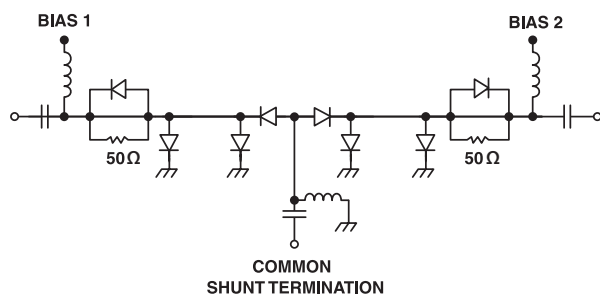 BIAS 1
BIAS 2
50Ω
50Ω
COMMON
SHUNT TERMINATION